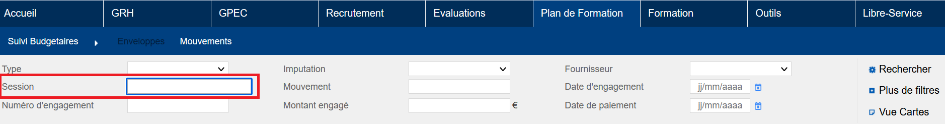 Accueil GRH GPEC Recrutement Evaluations Plan de Formation Formation Outils Libre-Service
Suivi Budgetaires Enveloppes Mouvements
Type Imputation Fournisseur Rechercher
Session Mouvement Date d'engagement jj/mm/aaaa Plus de filtres
Numéro d'engagement Montant engagé € Date de paiement jj/mm/aaaa Vue Cartes